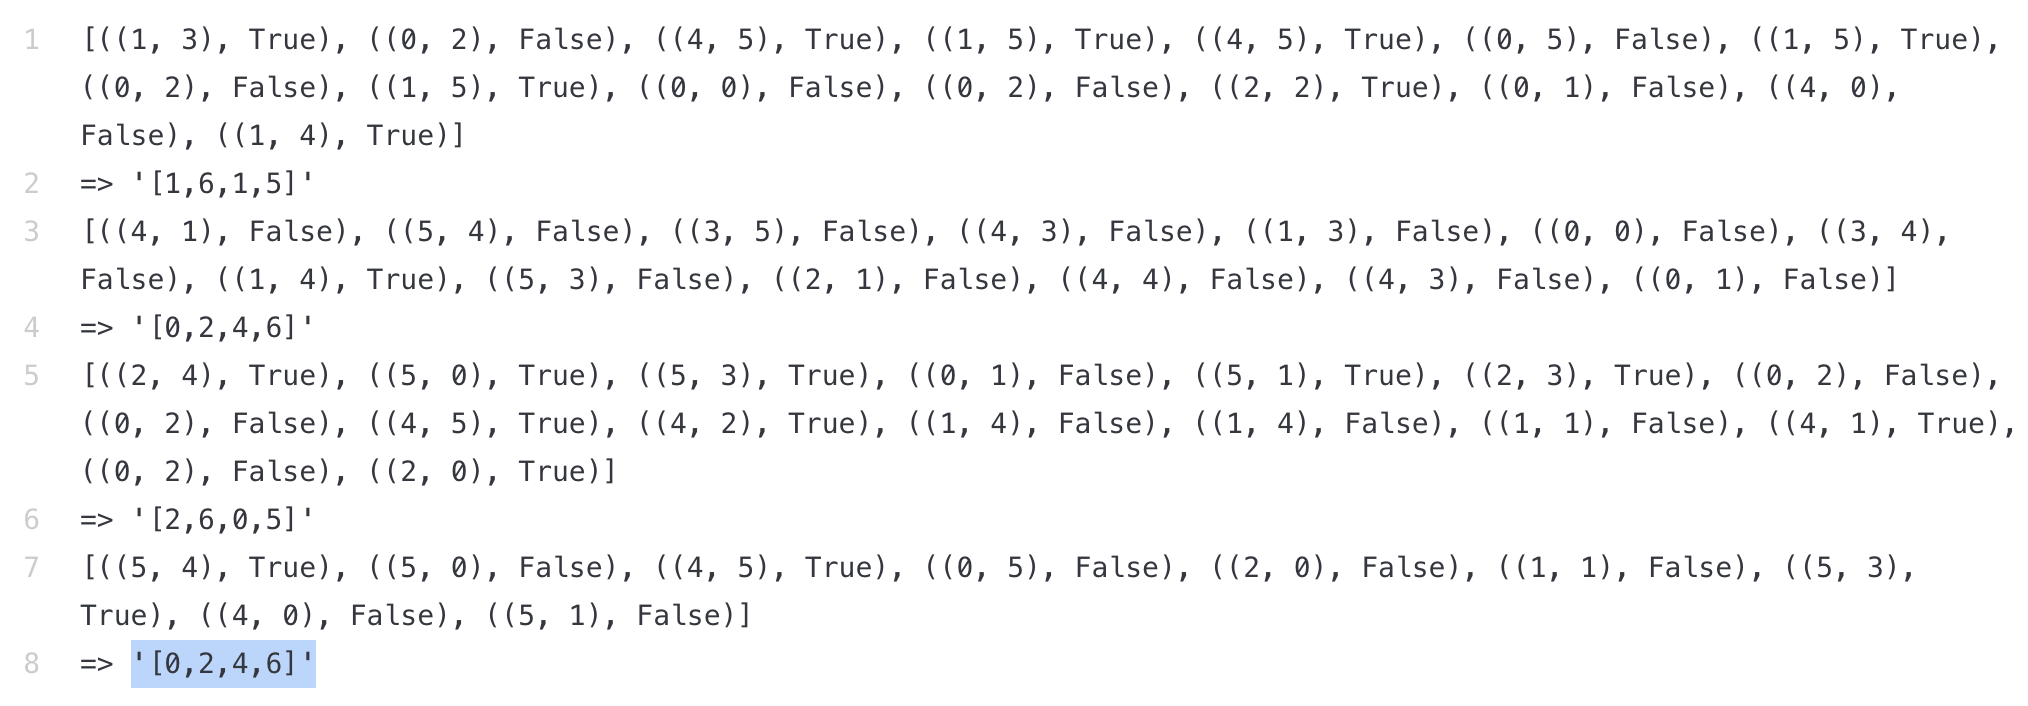 1 [((1, 3), True), ((0, 2), False), ((4, 5), True), ((1, 5), True), ((4, 5), True), ((0, 5), False), ((1, 5), True),
((0, 2), False), ((1, 5), True), ((0, 0), False), ((0, 2), False), ((2, 2), True), ((0, 1), False), ((4, 0),
False), ((1, 4), True)]
2 => '[1,6,1,5]'
3 [((4, 1), False), ((5, 4), False), ((3, 5), False), ((4, 3), False), ((1, 3), False), ((0, 0), False), ((3, 4),
False), ((1, 4), True), ((5, 3), False), ((2, 1), False), ((4, 4), False), ((4, 3), False), ((0, 1), False)]
4 => '[0,2,4,6]'
5 [((2, 4), True), ((5, 0), True), ((5, 3), True), ((0, 1), False), ((5, 1), True), ((2, 3), True), ((0, 2), False),
((0, 2), False), ((4, 5), True), ((4, 2), True), ((1, 4), False), ((1, 4), False), ((1, 1), False), ((4, 1), True),
((0, 2), False), ((2, 0), True)]
6 => '[2,6,0,5]'
7 [((5, 4), True), ((5, 0), False), ((4, 5), True), ((0, 5), False), ((2, 0), False), ((1, 1), False), ((5, 3),
True), ((4, 0), False), ((5, 1), False)]
8 => '[0,2,4,6]'